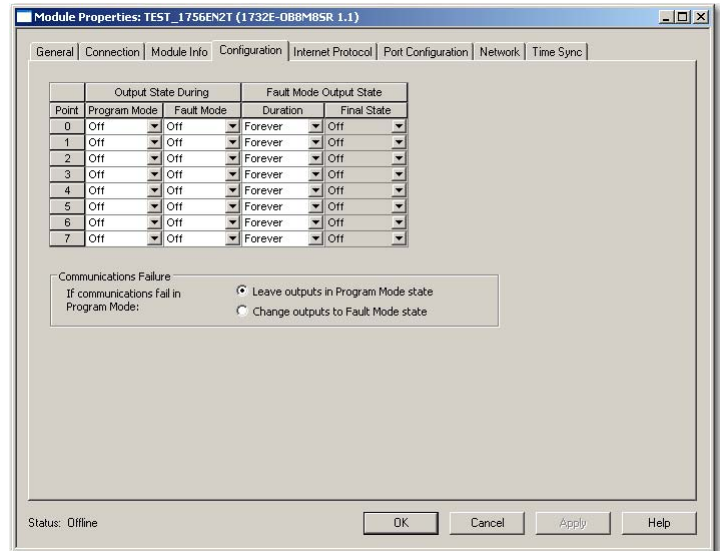 Module Properties: TEST_1756EN2T (1732E-OB8M8SR 1.1)
General Connection Module Info Configuration Internet Protocol Port Configuration Network Time Sync
Output State During Fault Mode Output State
Point Program Mode Fault Mode Duration Final State
0 Off Off Forever Off
1 Off Off Forever Off
2 Off Off Forever Off
3 Off Off Forever Off
4 Off Off Forever Off
5 Off Off Forever Off
6 Off Off Forever Off
7 Off Off Forever Off
Communications Failure
If communications fail in Program Mode:
Leave outputs in Program Mode state
Change outputs to Fault Mode state
Status: Offline OK Cancel Apply Help